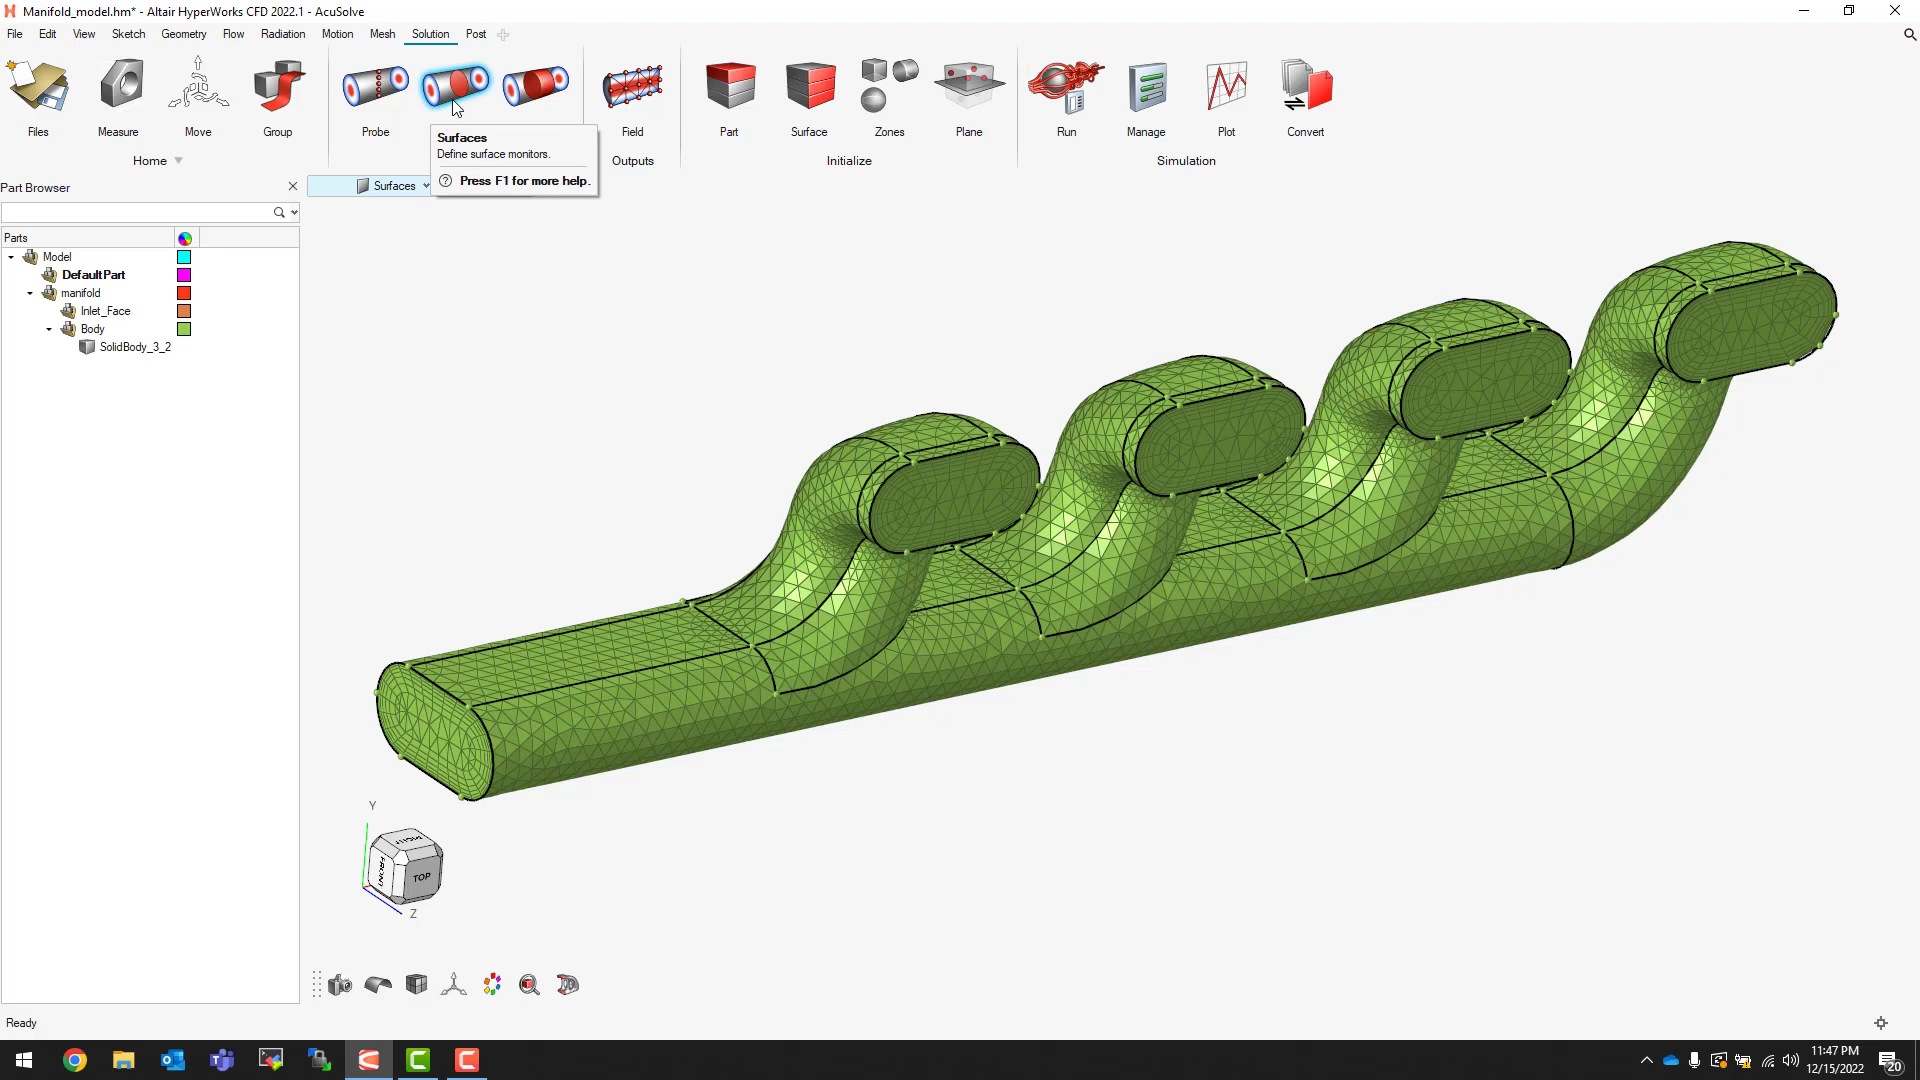 Manifold_model.hm* - Altair HyperWorks CFD 2022.1 - AcuSolve
File Edit View Sketch Geometry Flow Radiation Motion Mesh Solution Post
Files Measure Move Group Probe Field Part Surface Zones Plane Run Manage Plot Convert
Home Outputs Initialize Simulation
Surfaces
Define surface monitors.
Press F1 for more help.
Part Browser
Surfaces
Parts
Model
DefaultPart
manifold
Inlet_Face
Body
SolidBody_3_2
Y
RIGHT
FRONT
TOP
Z
Ready
11:47 PM
12/15/2022
20